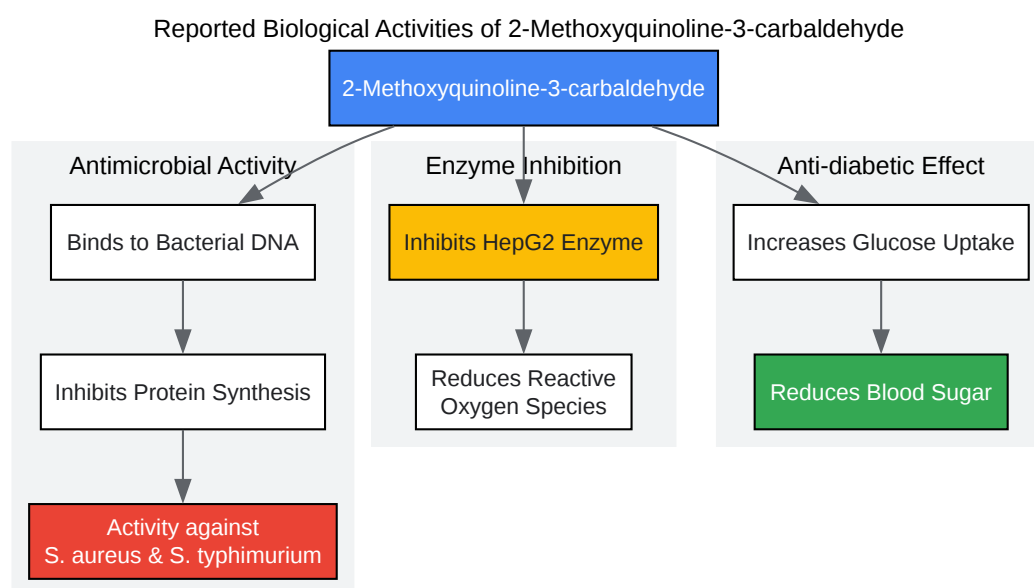 Reported Biological Activities of 2-Methoxyquinoline-3-carbaldehyde
2-Methoxyquinoline-3-carbaldehyde
Antimicrobial Activity
Binds to Bacterial DNA
Inhibits Protein Synthesis
Activity against
S. aureus & S. typhimurium
Enzyme Inhibition
Inhibits HepG2 Enzyme
Reduces Reactive
Oxygen Species
Anti-diabetic Effect
Increases Glucose Uptake
Reduces Blood Sugar